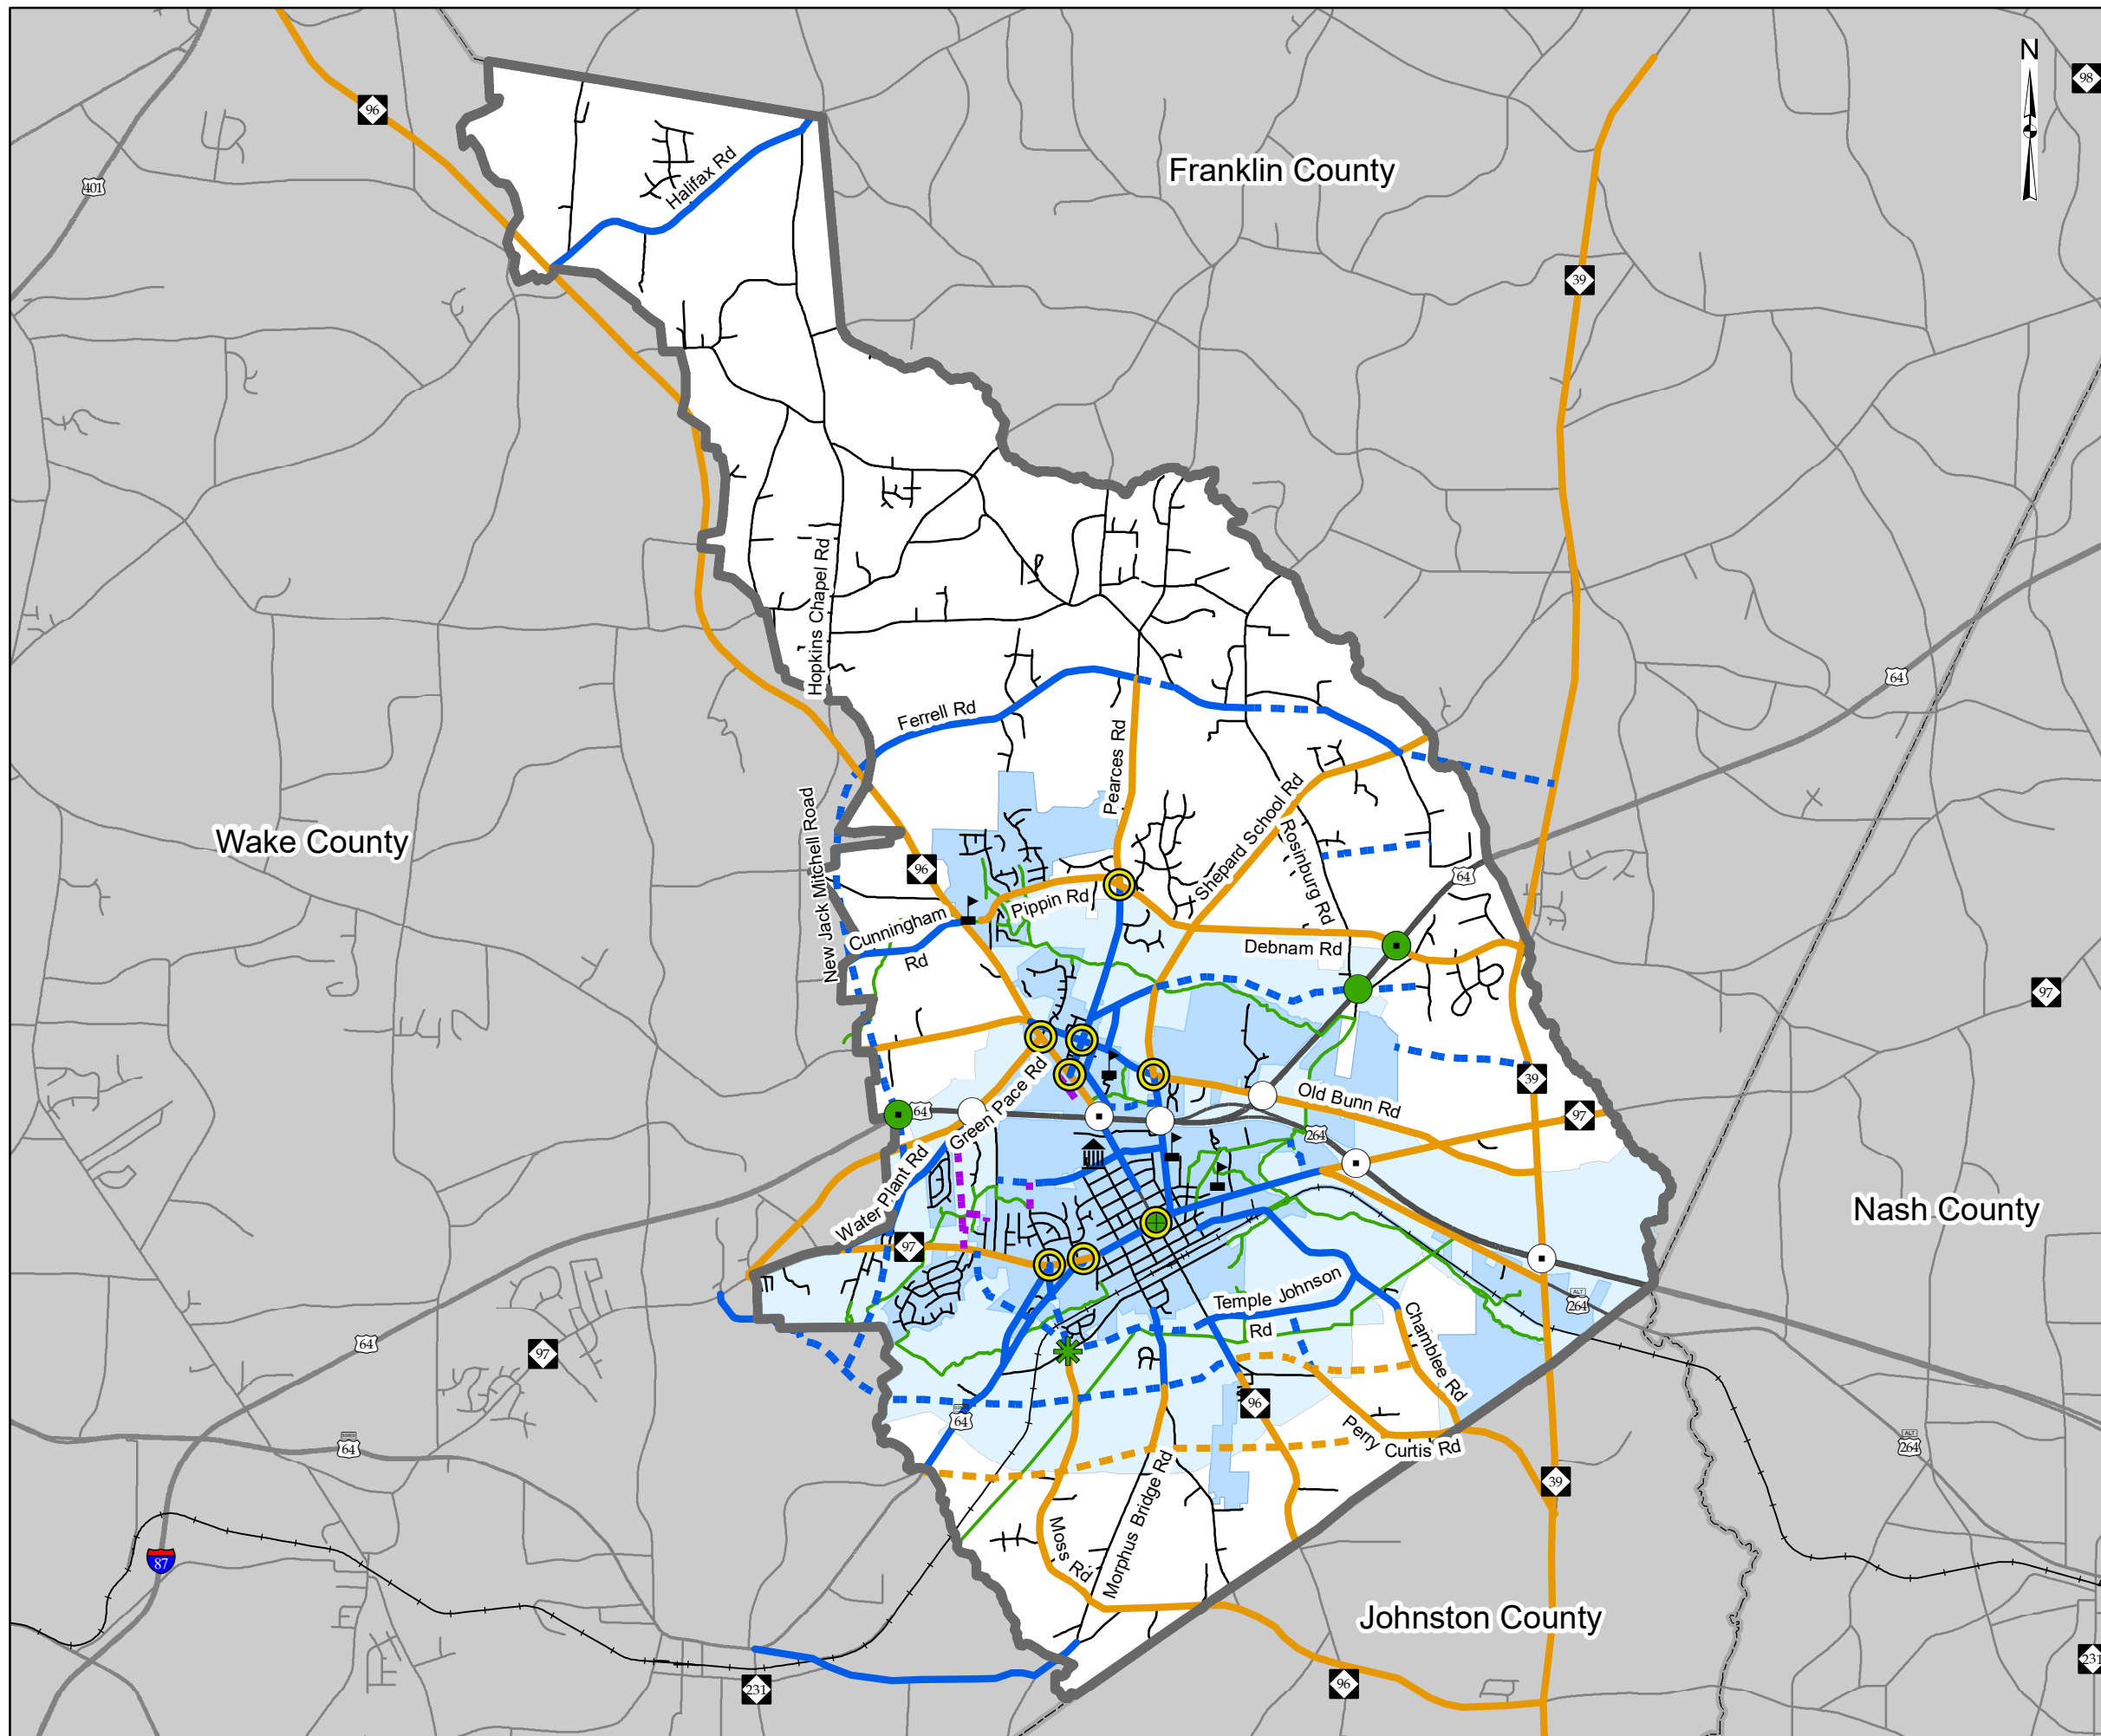 N
98
96
Franklin County
401
Halifax Rd
39
64
Hopkins Chapel Rd
Ferrell Rd
Pearces Rd
Shepard School Rd
New Jack Mitchell Road
Wake County
Rosinburg Rd
96
64
Pippin Rd
Cunningham
Rd
Debnam Rd
97
39
64
Green Pace Rd
Old Bunn Rd
97
264
Water Plant Rd
Nash County
97
Temple Johnson
Rd
ALT
264
Chamblee Rd
64
97
96
64
Perry
Curtis Rd
64
ALT
264
39
Morphus Bridge Rd
Moss Rd
87
Johnston County
231
96
231